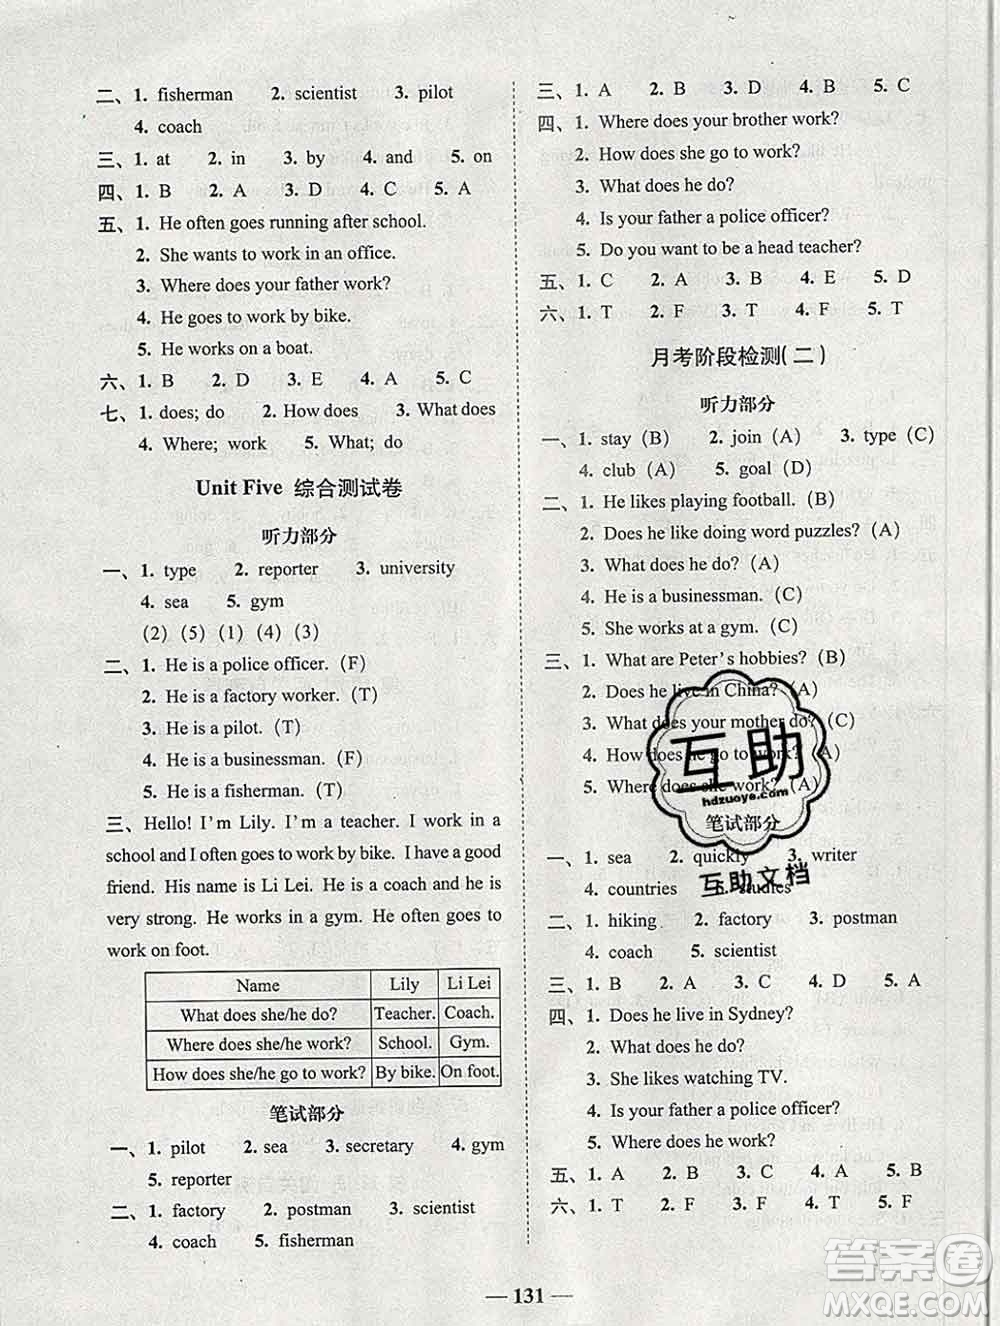 二、1. fisherman 2. scientist 3. pilot
4. coach
三、1. at 2. in 3. by 4. and 5. on
四、1. B 2. A 3. D 4. C 5. A
五、1. He often goes running after school.
2. She wants to work in an office.
3. Where does your father work?
4. He goes to work by bike.
5. He works on a boat.
六、1. B 2. D 3. E 4. A 5. C
七、1. does; do 2. How does 3. What does
4. Where; work 5. What; do
Unit Five 综合测试卷
听力部分
一、1. type 2. reporter 3. university
4. sea 5. gym
(2) (5) (1) (4) (3)
二、1. He is a police officer. (F)
2. He is a factory worker. (T)
3. He is a pilot. (T)
4. He is a businessman. (F)
5. He is a fisherman. (T)
三、Hello! I'm Lily. I'm a teacher. I work in a
school and I often goes to work by bike. I have a good
friend. His name is Li Lei. He is a coach and he is
very strong. He works in a gym. He often goes to
work on foot.
Name Lily Li Lei
What does she/he do? Teacher. Coach.
Where does she/he work? School. Gym.
How does she/he go to work? By bike. On foot.
笔试部分
一、1. pilot 2. sea 3. secretary 4. gym
5. reporter
二、1. factory 2. postman 3. scientist
4. coach 5. fisherman
三、1. A 2. B 3. D 4. B 5. C
四、1. Where does your brother work?
2. How does she go to work?
3. What does he do?
4. Is your father a police officer?
5. Do you want to be a head teacher?
五、1. C 2. A 3. B 4. E 5. D
六、1. T 2. F 3. T 4. F 5. T
月考阶段检测(二)
听力部分
一、1. stay (B) 2. join (A) 3. type (C)
4. club (A) 5. goal (D)
二、1. He likes playing football. (B)
2. Does he like doing word puzzles? (A)
3. What does he do? (A)
4. He is a businessman. (C)
5. She works at a gym. (C)
三、1. What are Peter's hobbies? (B)
2. Does he live in China? (A)
3. What does your mother do? (C)
4. How does he go to work? (A)
5. Where does she work? (A)
互助
hdzuoye.com
笔试部分
一、1. sea 2. quickly 3. writer
互助文档
4. countries 5. studies
二、1. hiking 2. factory 3. postman
4. coach 5. scientist
三、1. B 2. C 3. A 4. D 5. A
四、1. Does he live in Sydney?
2. What does he do?
3. She likes watching TV.
4. Is your father a police officer?
5. Where does he work?
五、1. A 2. B 3. C 4. A 5. B
六、1. T 2. F 3. F 4. T 5. F
— 131 —
答案圈
MXQE.COM